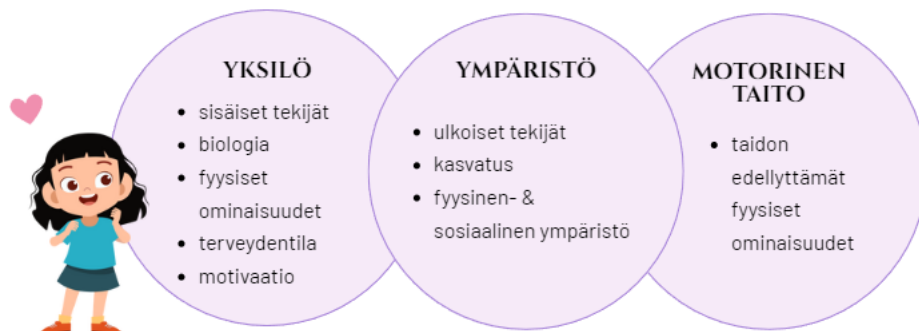 YKSILÖ
• sisäiset tekijät
• biologia
• fyysiset
ominaisuudet
• terveydentila
• motivaatio
YMPÄRISTÖ
• ulkoiset tekijät
• kasvatus
• fyysinen- &
sosiaalinen ympäristö
MOTORINEN
TAITO
• taidon
edellyttämät
fyysiset
ominaisuudet